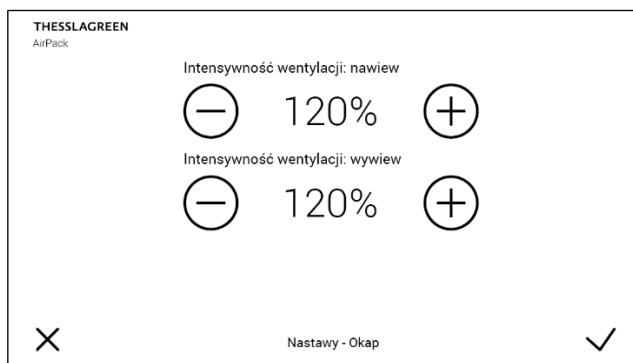 THESSLAGREEN
AirPack
Intensywność wentylacji: nawiew
120%
Intensywność wentylacji: wywiew
120%
Nastawy - Okap